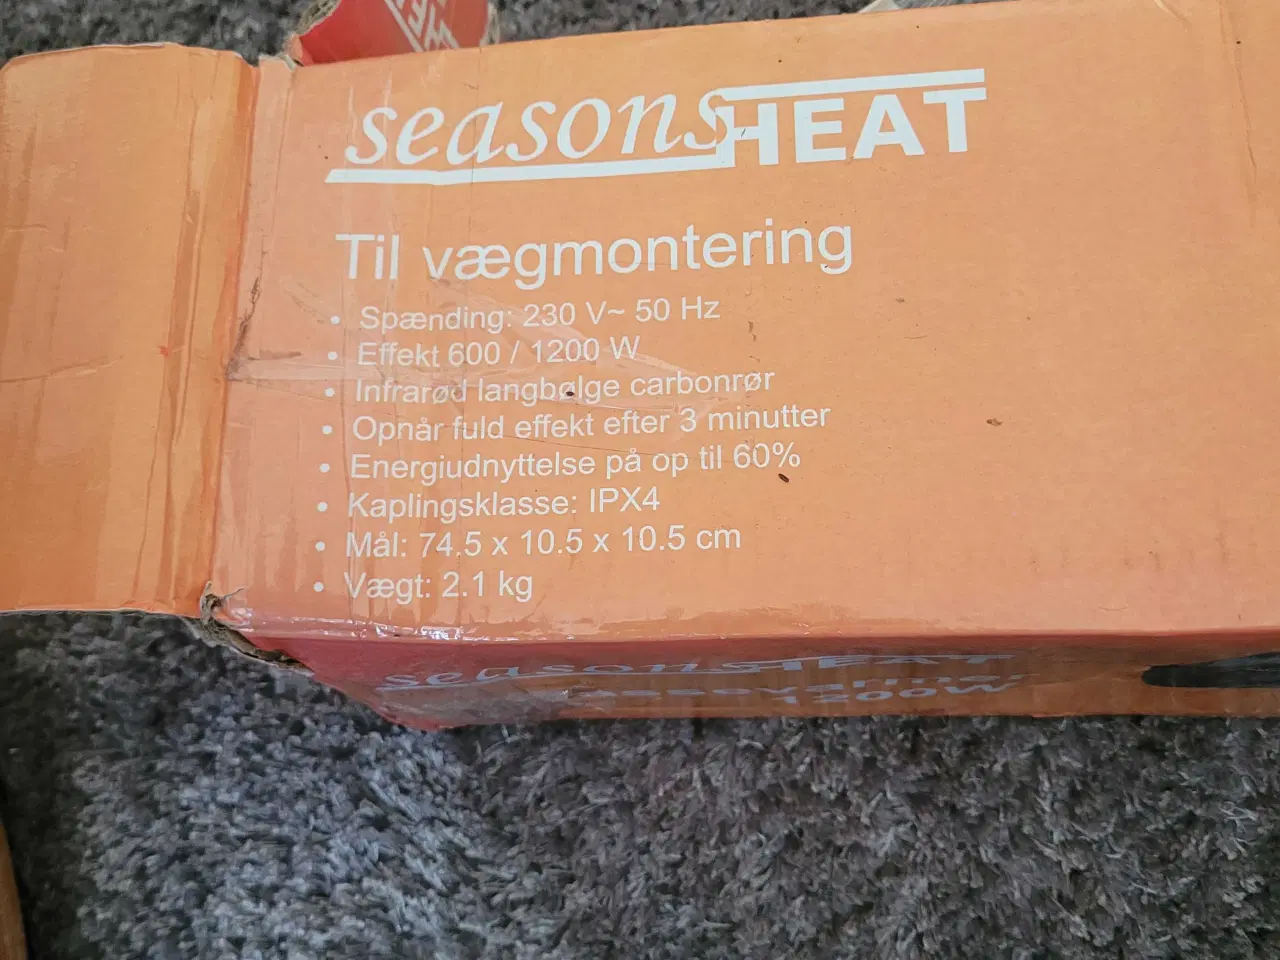 seasonsHEAT
Til vægmontering
• Spænding: 230 V~ 50 Hz
• Effekt 600 / 1200 W
• Infrarød langbølge carbonrør
• Opnår fuld effekt efter 3 minutter
• Energiudnyttelse på op til 60%
• Kaplingsklasse: IPX4
• Mål: 74.5 x 10.5 x 10.5 cm
• Vægt: 2.1 kg
seasonsHEAT
1200W